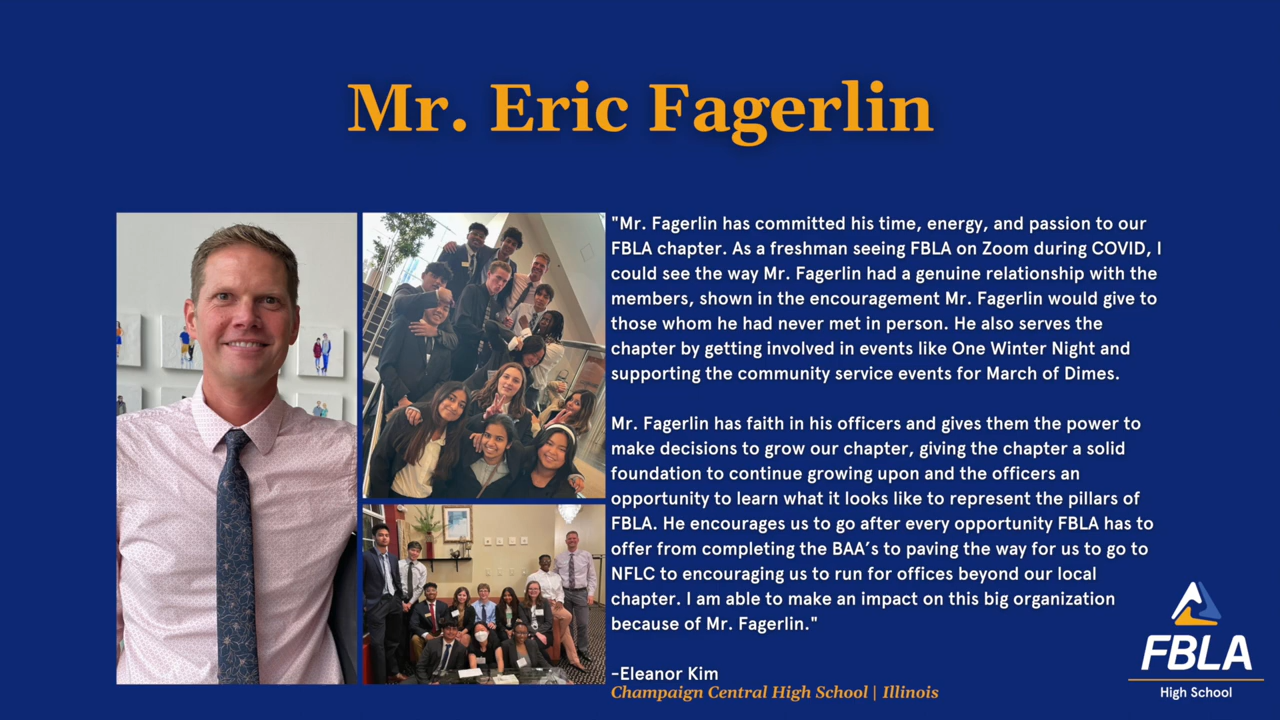 Mr. Eric Fagerlin
"Mr. Fagerlin has committed his time, energy, and passion to our
FBLA chapter. As a freshman seeing FBLA on Zoom during COVID, I
could see the way Mr. Fagerlin had a genuine relationship with the
members, shown in the encouragement Mr. Fagerlin would give to
those whom he had never met in person. He also serves the
chapter by getting involved in events like One Winter Night and
supporting the community service events for March of Dimes.
Mr. Fagerlin has faith in his officers and gives them the power to
make decisions to grow our chapter, giving the chapter a solid
foundation to continue growing upon and the officers an
opportunity to learn what it looks like to represent the pillars of
FBLA. He encourages us to go after every opportunity FBLA has to
offer from completing the BAA’s to paving the way for us to go to
NFLC to encouraging us to run for offices beyond our local
chapter. I am able to make an impact on this big organization
because of Mr. Fagerlin."
–Eleanor Kim
Champaign Central High School | Illinois
FBLA
High School